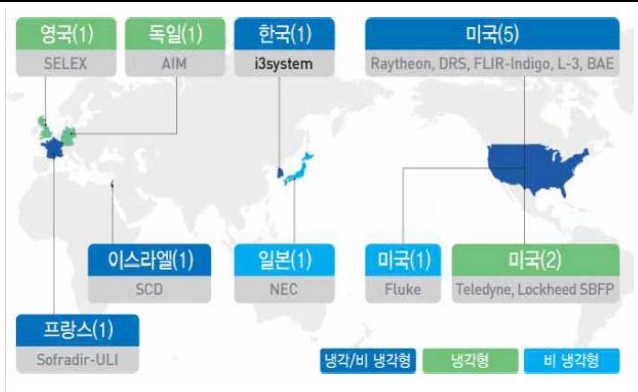 영국(1)
SELEX
독일(1)
AIM
한국(1)
i3system
미국(5)
Raytheon, DRS, FLIR-Indigo, L-3, BAE
이스라엘(1)
SCD
일본(1)
NEC
미국(1)
Fluke
미국(2)
Teledyne, Lockheed SBFP
프랑스(1)
Sofradir-ULI
냉각/비 냉각형
냉각형
비 냉각형